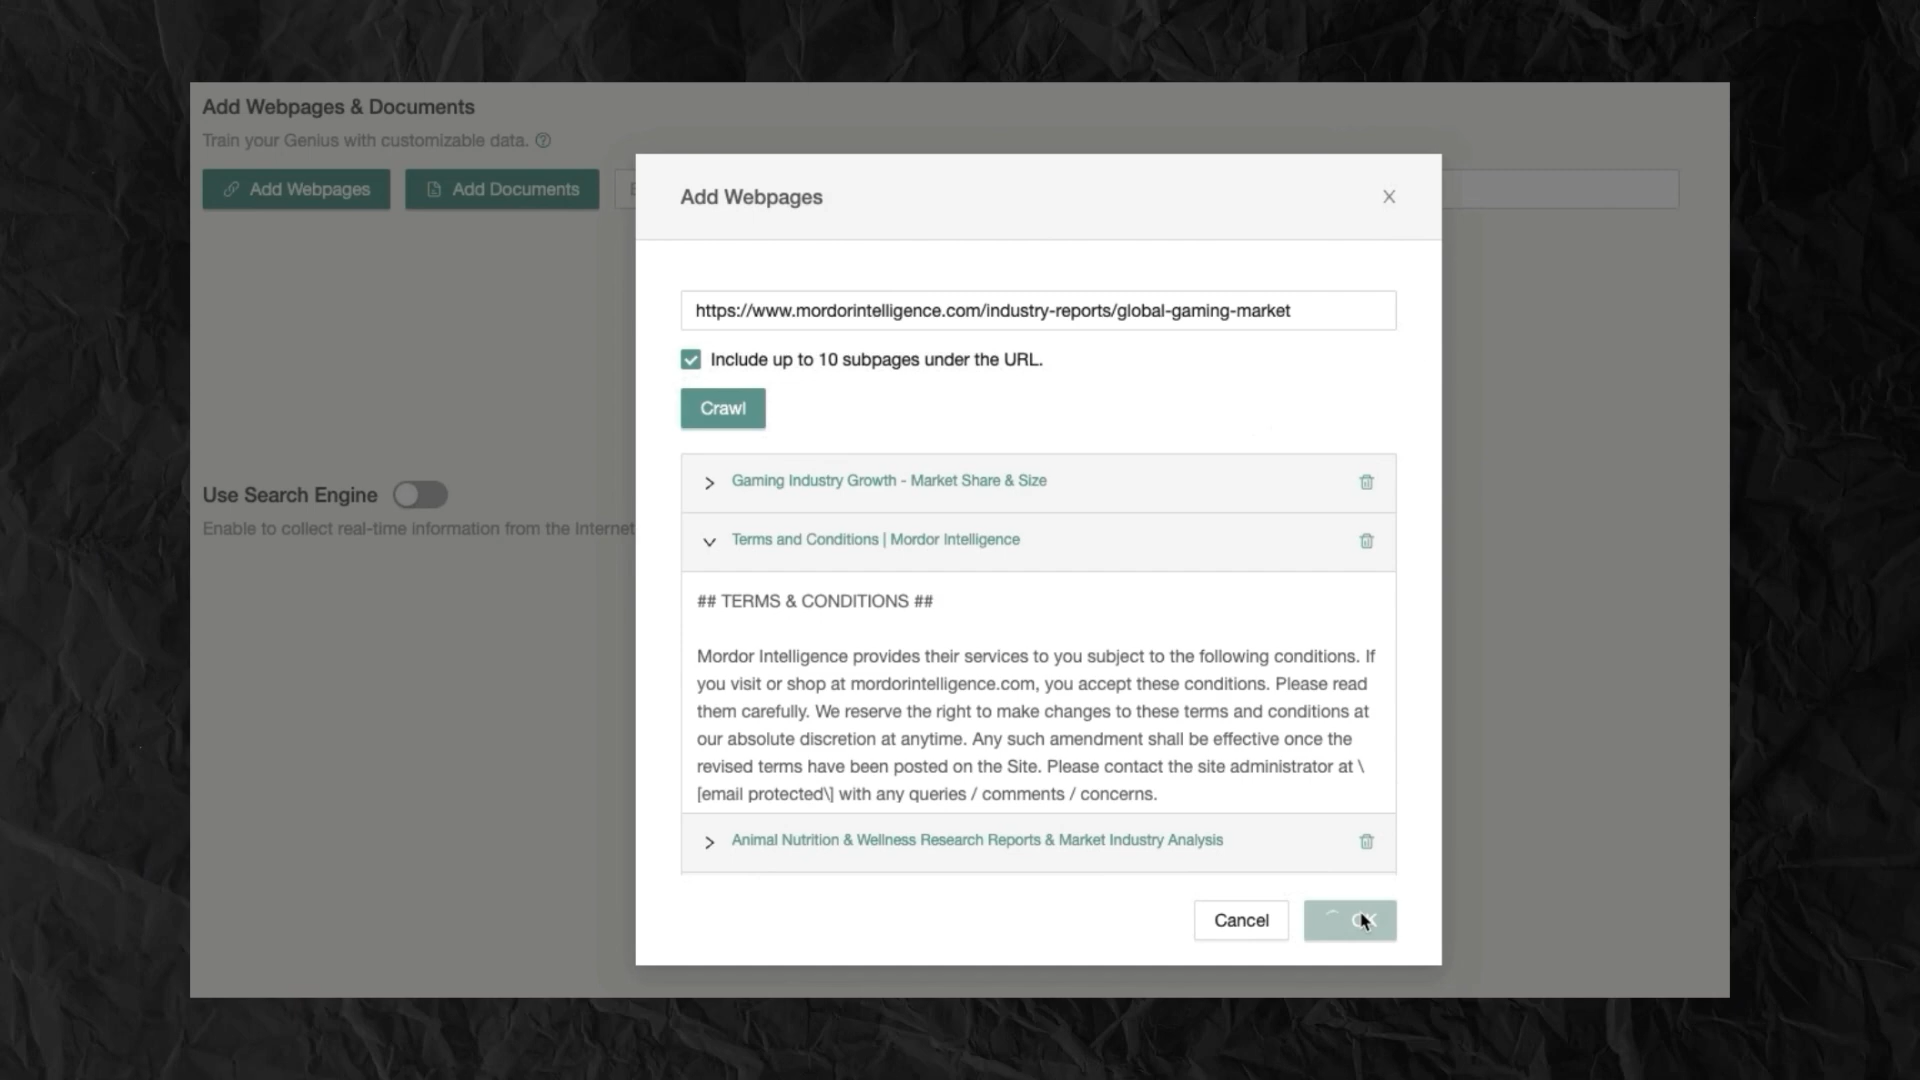 Add Webpages & Documents
Train your Genius with customizable data.
Add Webpages
Add Documents
Use Search Engine
Enable to collect real-time information from the Internet
Add Webpages
https://www.mordorintelligence.com/industry-reports/global-gaming-market
Include up to 10 subpages under the URL.
Crawl
Gaming Industry Growth - Market Share & Size
Terms and Conditions | Mordor Intelligence
## TERMS & CONDITIONS ##
Mordor Intelligence provides their services to you subject to the following conditions. If
you visit or shop at mordorintelligence.com, you accept these conditions. Please read
them carefully. We reserve the right to make changes to these terms and conditions at
our absolute discretion at anytime. Any such amendment shall be effective once the
revised terms have been posted on the Site. Please contact the site administrator at \
[email protected\] with any queries / comments / concerns.
Animal Nutrition & Wellness Research Reports & Market Industry Analysis
Cancel
OK